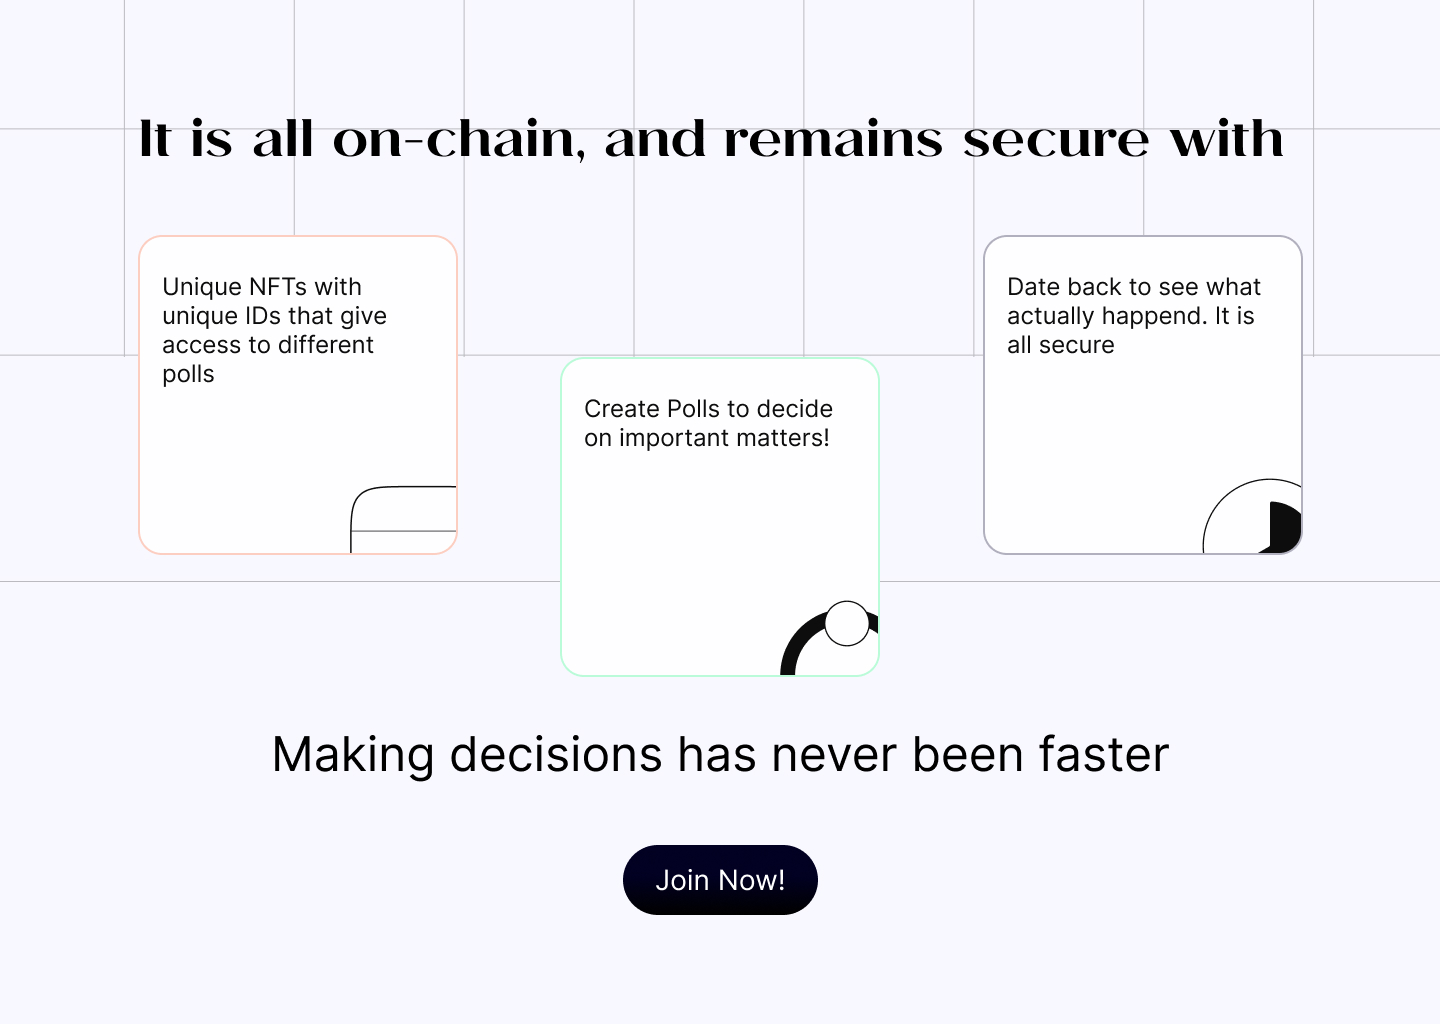 It is all on-chain, and remains secure with
Unique NFTs with
unique IDs that give
access to different
polls
Create Polls to decide
on important matters!
Date back to see what
actually happend. It is
all secure
Making decisions has never been faster
Join Now!